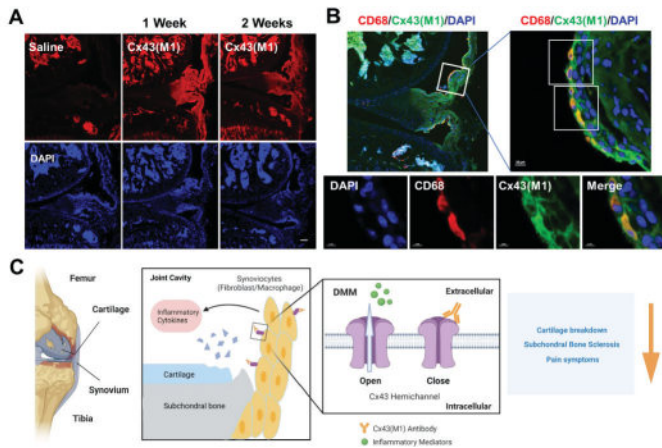 A
1 Week
2 Weeks
Saline
Cx43(M1)
Cx43(M1)
DAPI
B
CD68/Cx43(M1)/DAPI
CD68/Cx43(M1)/DAPI
DAPI
CD68
Cx43(M1)
Merge
C
Femur
Cartilage
Synovium
Tibia
Joint Cavity
Synoviocytes
(Fibroblast/Macrophage)
Inflammatory
Cytokines
Cartilage
Subchondral bone
DMM
Extracellular
Open
Close
Cx43 Hemichannel
Intracellular
Cx43(M1) Antibody
Inflammatory Mediators
Cartilage breakdown
Subchondral Bone Sclerosis
Pain symptoms